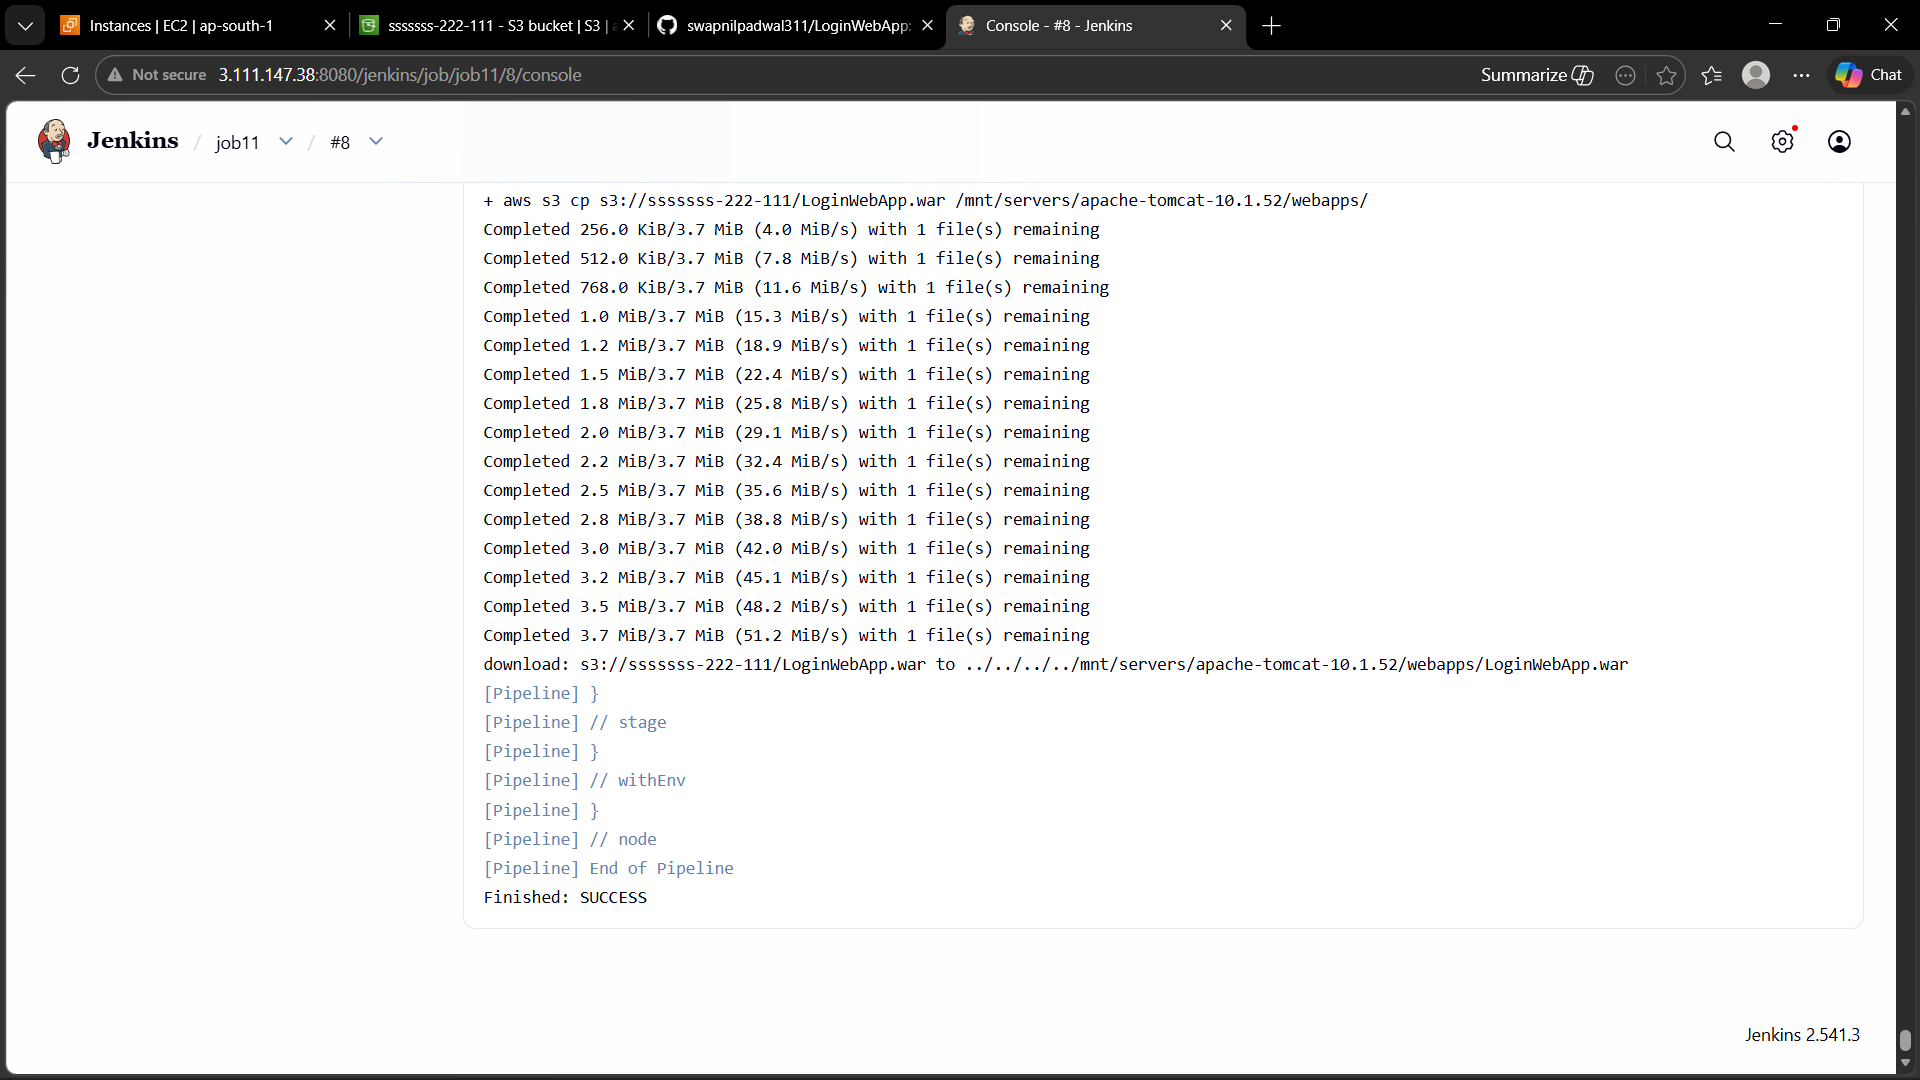 Instances | EC2 | ap-south-1
sssssss-222-111 - S3 bucket | S3 |
swapnilpadwal311/LoginWebApp:
Console - #8 - Jenkins
Not secure 3.111.147.38:8080/jenkins/job/job11/8/console
Summarize
Chat
Jenkins / job11 / #8
+ aws s3 cp s3://sssssss-222-111/LoginWebApp.war /mnt/servers/apache-tomcat-10.1.52/webapps/
Completed 256.0 KiB/3.7 MiB (4.0 MiB/s) with 1 file(s) remaining
Completed 512.0 KiB/3.7 MiB (7.8 MiB/s) with 1 file(s) remaining
Completed 768.0 KiB/3.7 MiB (11.6 MiB/s) with 1 file(s) remaining
Completed 1.0 MiB/3.7 MiB (15.3 MiB/s) with 1 file(s) remaining
Completed 1.2 MiB/3.7 MiB (18.9 MiB/s) with 1 file(s) remaining
Completed 1.5 MiB/3.7 MiB (22.4 MiB/s) with 1 file(s) remaining
Completed 1.8 MiB/3.7 MiB (25.8 MiB/s) with 1 file(s) remaining
Completed 2.0 MiB/3.7 MiB (29.1 MiB/s) with 1 file(s) remaining
Completed 2.2 MiB/3.7 MiB (32.4 MiB/s) with 1 file(s) remaining
Completed 2.5 MiB/3.7 MiB (35.6 MiB/s) with 1 file(s) remaining
Completed 2.8 MiB/3.7 MiB (38.8 MiB/s) with 1 file(s) remaining
Completed 3.0 MiB/3.7 MiB (42.0 MiB/s) with 1 file(s) remaining
Completed 3.2 MiB/3.7 MiB (45.1 MiB/s) with 1 file(s) remaining
Completed 3.5 MiB/3.7 MiB (48.2 MiB/s) with 1 file(s) remaining
Completed 3.7 MiB/3.7 MiB (51.2 MiB/s) with 1 file(s) remaining
download: s3://sssssss-222-111/LoginWebApp.war to ../../../../mnt/servers/apache-tomcat-10.1.52/webapps/LoginWebApp.war
[Pipeline] }
[Pipeline] // stage
[Pipeline] }
[Pipeline] // withEnv
[Pipeline] }
[Pipeline] // node
[Pipeline] End of Pipeline
Finished: SUCCESS
Jenkins 2.541.3